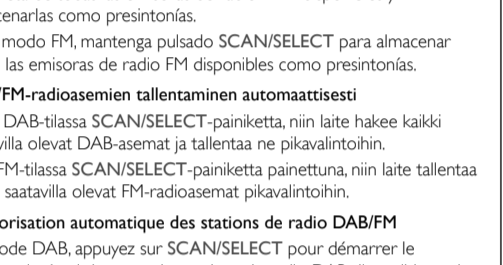 cenarlas como presintonías.
modo FM, mantenga pulsado SCAN/SELECT para almacenar
las emisoras de radio FM disponibles como presintonías.
/FM-radioasemien tallentaminen automaattisesti
DAB-tilassa SCAN/SELECT-painiketta, niin laite hakee kaikki
villa olevat DAB-asemat ja tallentaa ne pikavalintoihin.
FM-tilassa SCAN/SELECT-painiketta painettuna, niin laite tallentaa
saatavilla olevat FM-radioasemat pikavalintoihin.
orisation automatique des stations de radio DAB/FM
ode DAB, appuyez sur SCAN/SELECT pour démarrer le